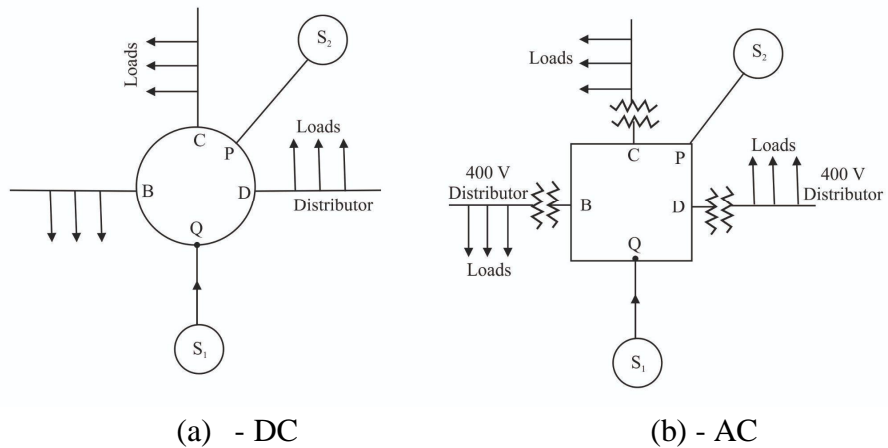 S₂
Loads
C
P
Loads
B
D
Distributor
Q
S₁
(a) - DC
S₂
Loads
C
P
Loads
400 V
Distributor
400 V
Distributor
B
D
Q
Loads
S₁
(b) - AC